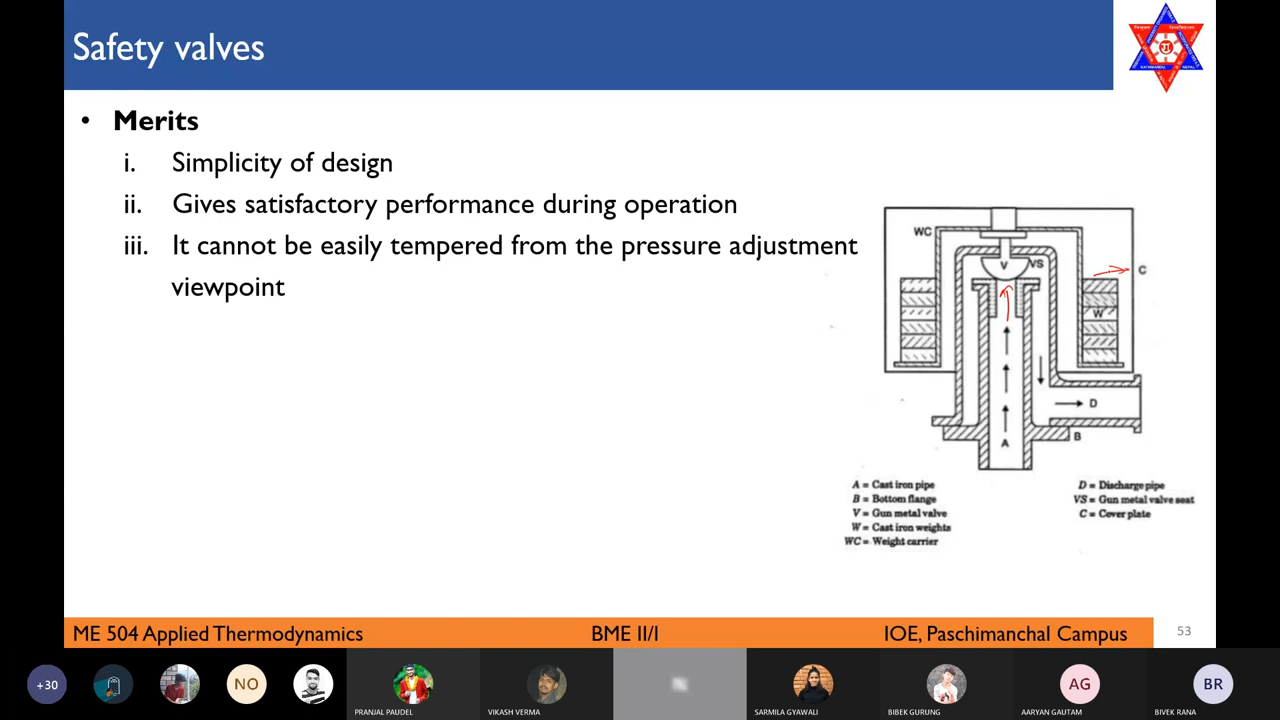 Safety valves
• Merits
i. Simplicity of design
ii. Gives satisfactory performance during operation
iii. It cannot be easily tempered from the pressure adjustment
viewpoint
WC
V
VS
C
W
D
B
A
A = Cast iron pipe
B = Bottom flange
V = Gun metal valve
W = Cast iron weights
WC = Weight carrier
D = Discharge pipe
VS = Gun metal valve seat
C = Cover plate
ME 504 Applied Thermodynamics
BME II/I
IOE, Paschimanchal Campus
53
+30
NO
PRANJAL PAUDEL
VIKASH VERMA
SARMILA GYAWALI
BIBEK GURUNG
AG
AARYAN GAUTAM
BR
BIVEK RANA